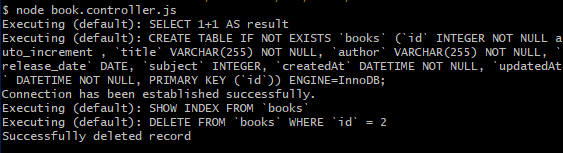 $ node book.controller.js
Executing (default): SELECT 1+1 AS result
Executing (default): CREATE TABLE IF NOT EXISTS `books` (`id` INTEGER NOT NULL a
uto_increment , `title` VARCHAR(255) NOT NULL, `author` VARCHAR(255) NOT NULL, `
release_date` DATE, `subject` INTEGER, `createdAt` DATETIME NOT NULL, `updatedAt
` DATETIME NOT NULL, PRIMARY KEY (`id`)) ENGINE=InnoDB;
Connection has been established successfully.
Executing (default): SHOW INDEX FROM `books`
Executing (default): DELETE FROM `books` WHERE `id` = 2
Successfully deleted record